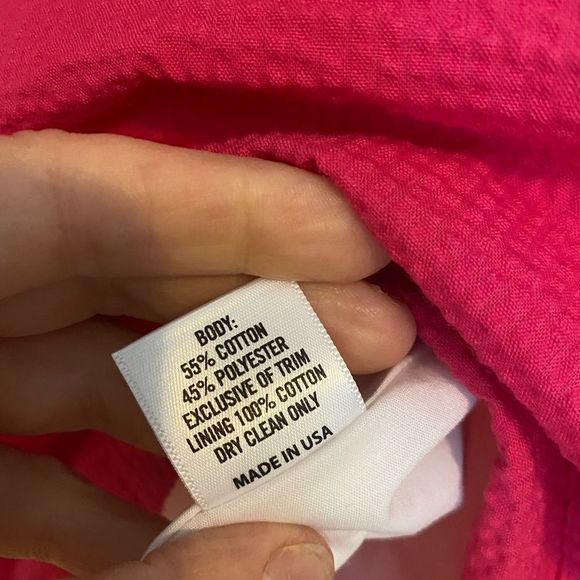 BODY:
55% COTTON
45% POLYESTER
EXCLUSIVE OF TRIM
LINING 100% COTTON
DRY CLEAN ONLY
MADE IN USA